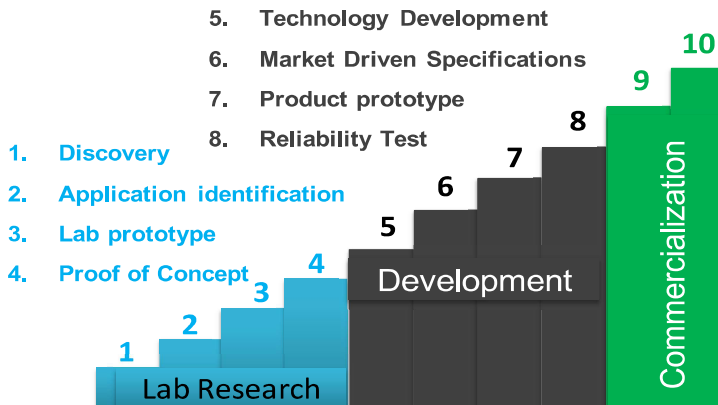 5. Technology Development
6. Market Driven Specifications
7. Product prototype
8. Reliability Test
1. Discovery
2. Application identification
3. Lab prototype
4. Proof of Concept
1
2
3
4
5
6
7
8
9
10
Lab Research
Development
Commercialization